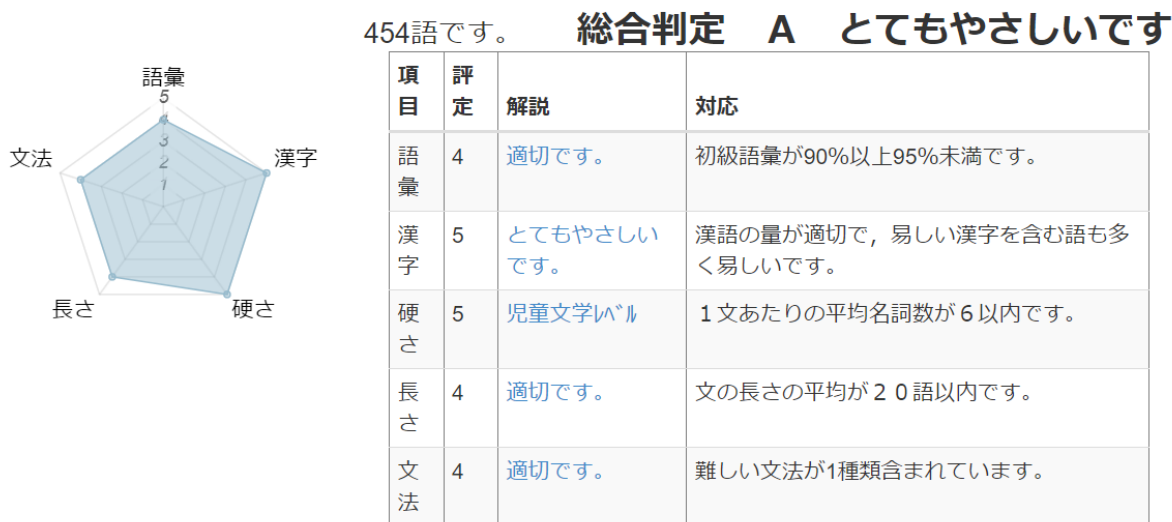 454語です。 総合判定 A とてもやさしいです
語彙
5
4
3
2
1
文法
漢字
長さ
硬さ
項目 評定 解説 対応
語彙 4 適切です。 初級語彙が90%以上95%未満です。
漢字 5 とてもやさしい 漢語の量が適切で，易しい漢字を含む語も多
です。 く易しいです。
硬さ 5 児童文学ﾚﾍﾞﾙ １文あたりの平均名詞数が６以内です。
長さ 4 適切です。 文の長さの平均が２０語以内です。
文法 4 適切です。 難しい文法が1種類含まれています。